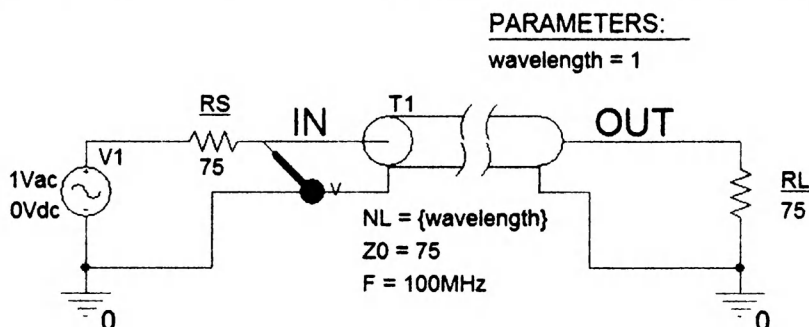 PARAMETERS:
wavelength = 1
RS
75
IN
T1
OUT
V1
1Vac
0Vdc
V
RL
75
NL = {wavelength}
Z0 = 75
F = 100MHz
0
0